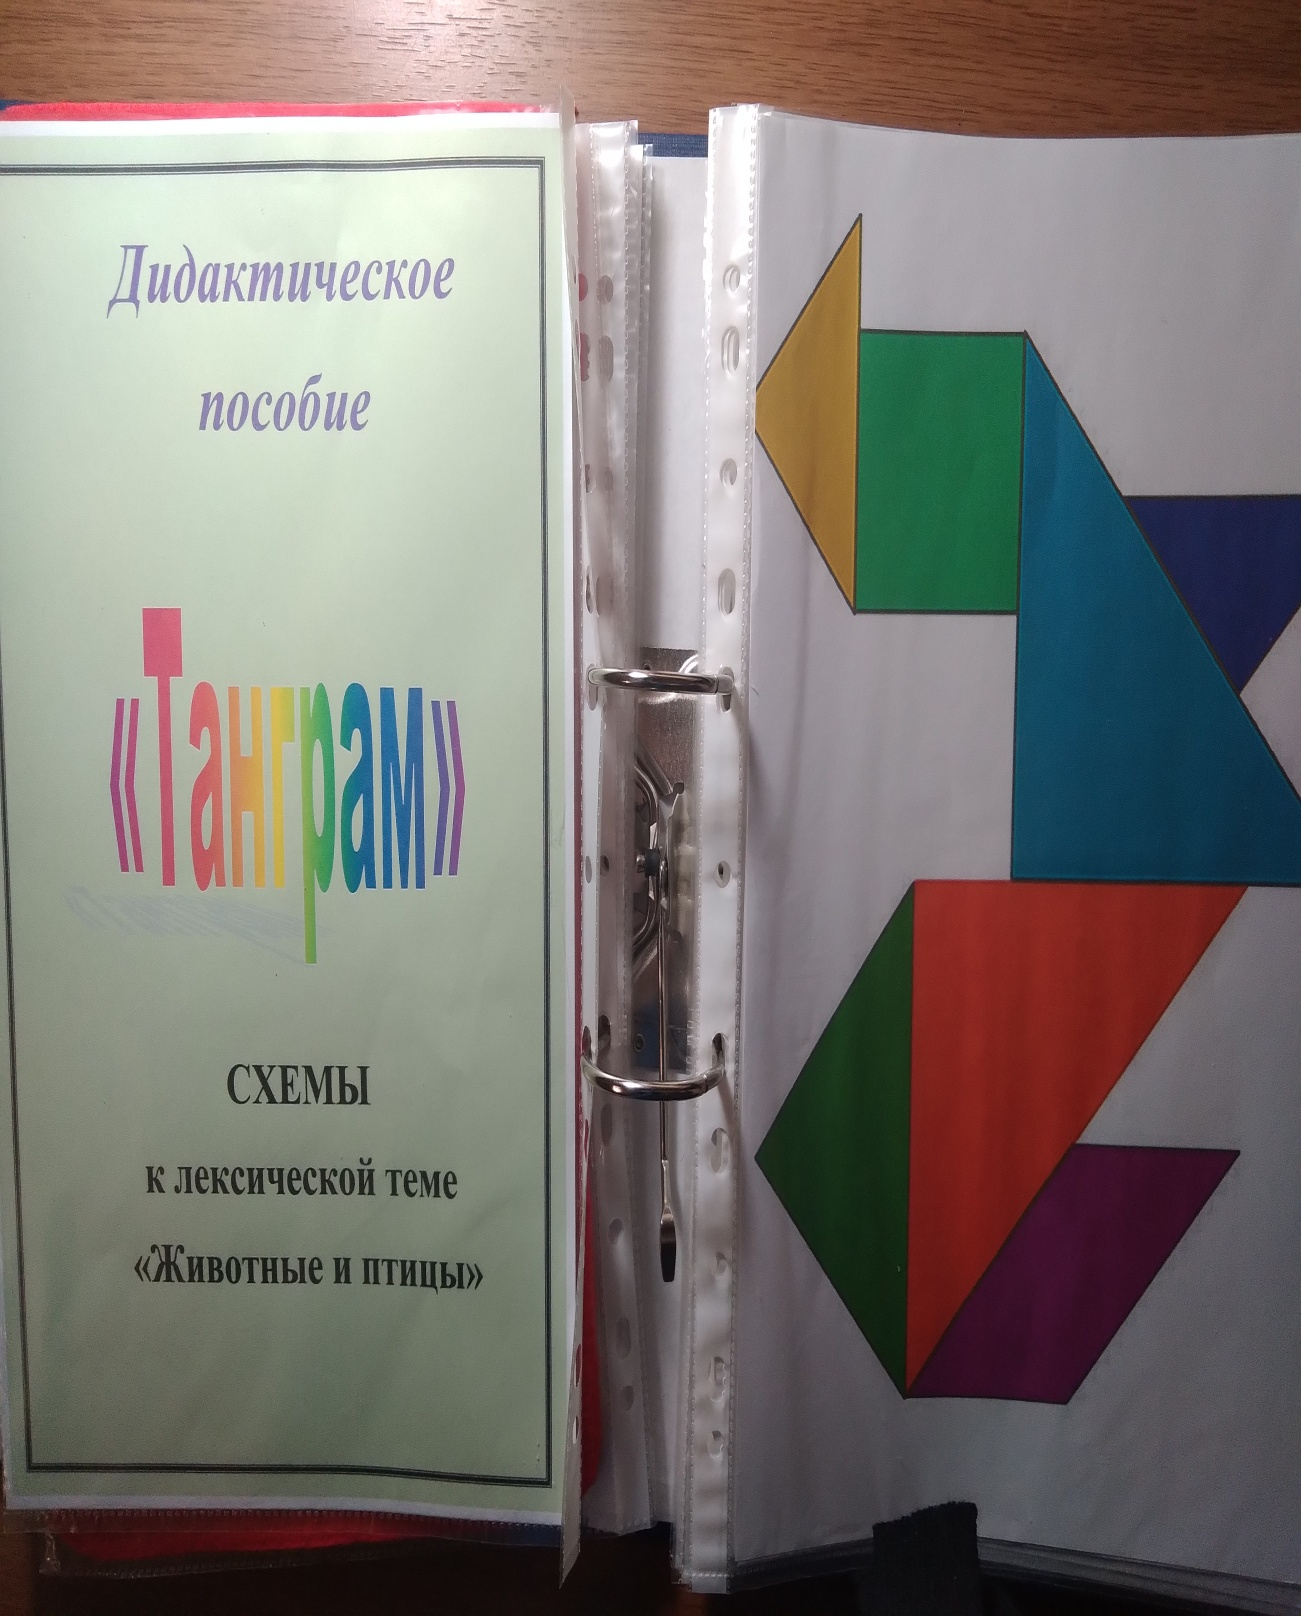 Дидактическое
пособие
«Танграм»
СХЕМЫ
к лексической теме
«Животные и птицы»